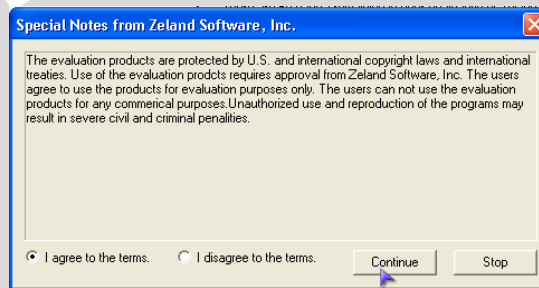 Special Notes from Zeland Software, Inc.
The evaluation products are protected by U.S. and international copyright laws and international
treaties. Use of the evaluation prodcts requires approval from Zeland Software, Inc. The users
agree to use the products for evaluation purposes only. The users can not use the evaluation
products for any commerical purposes.Unauthorized use and reproduction of the programs may
result in severe civil and criminal penalities.
I agree to the terms.
I disagree to the terms.
Continue
Stop